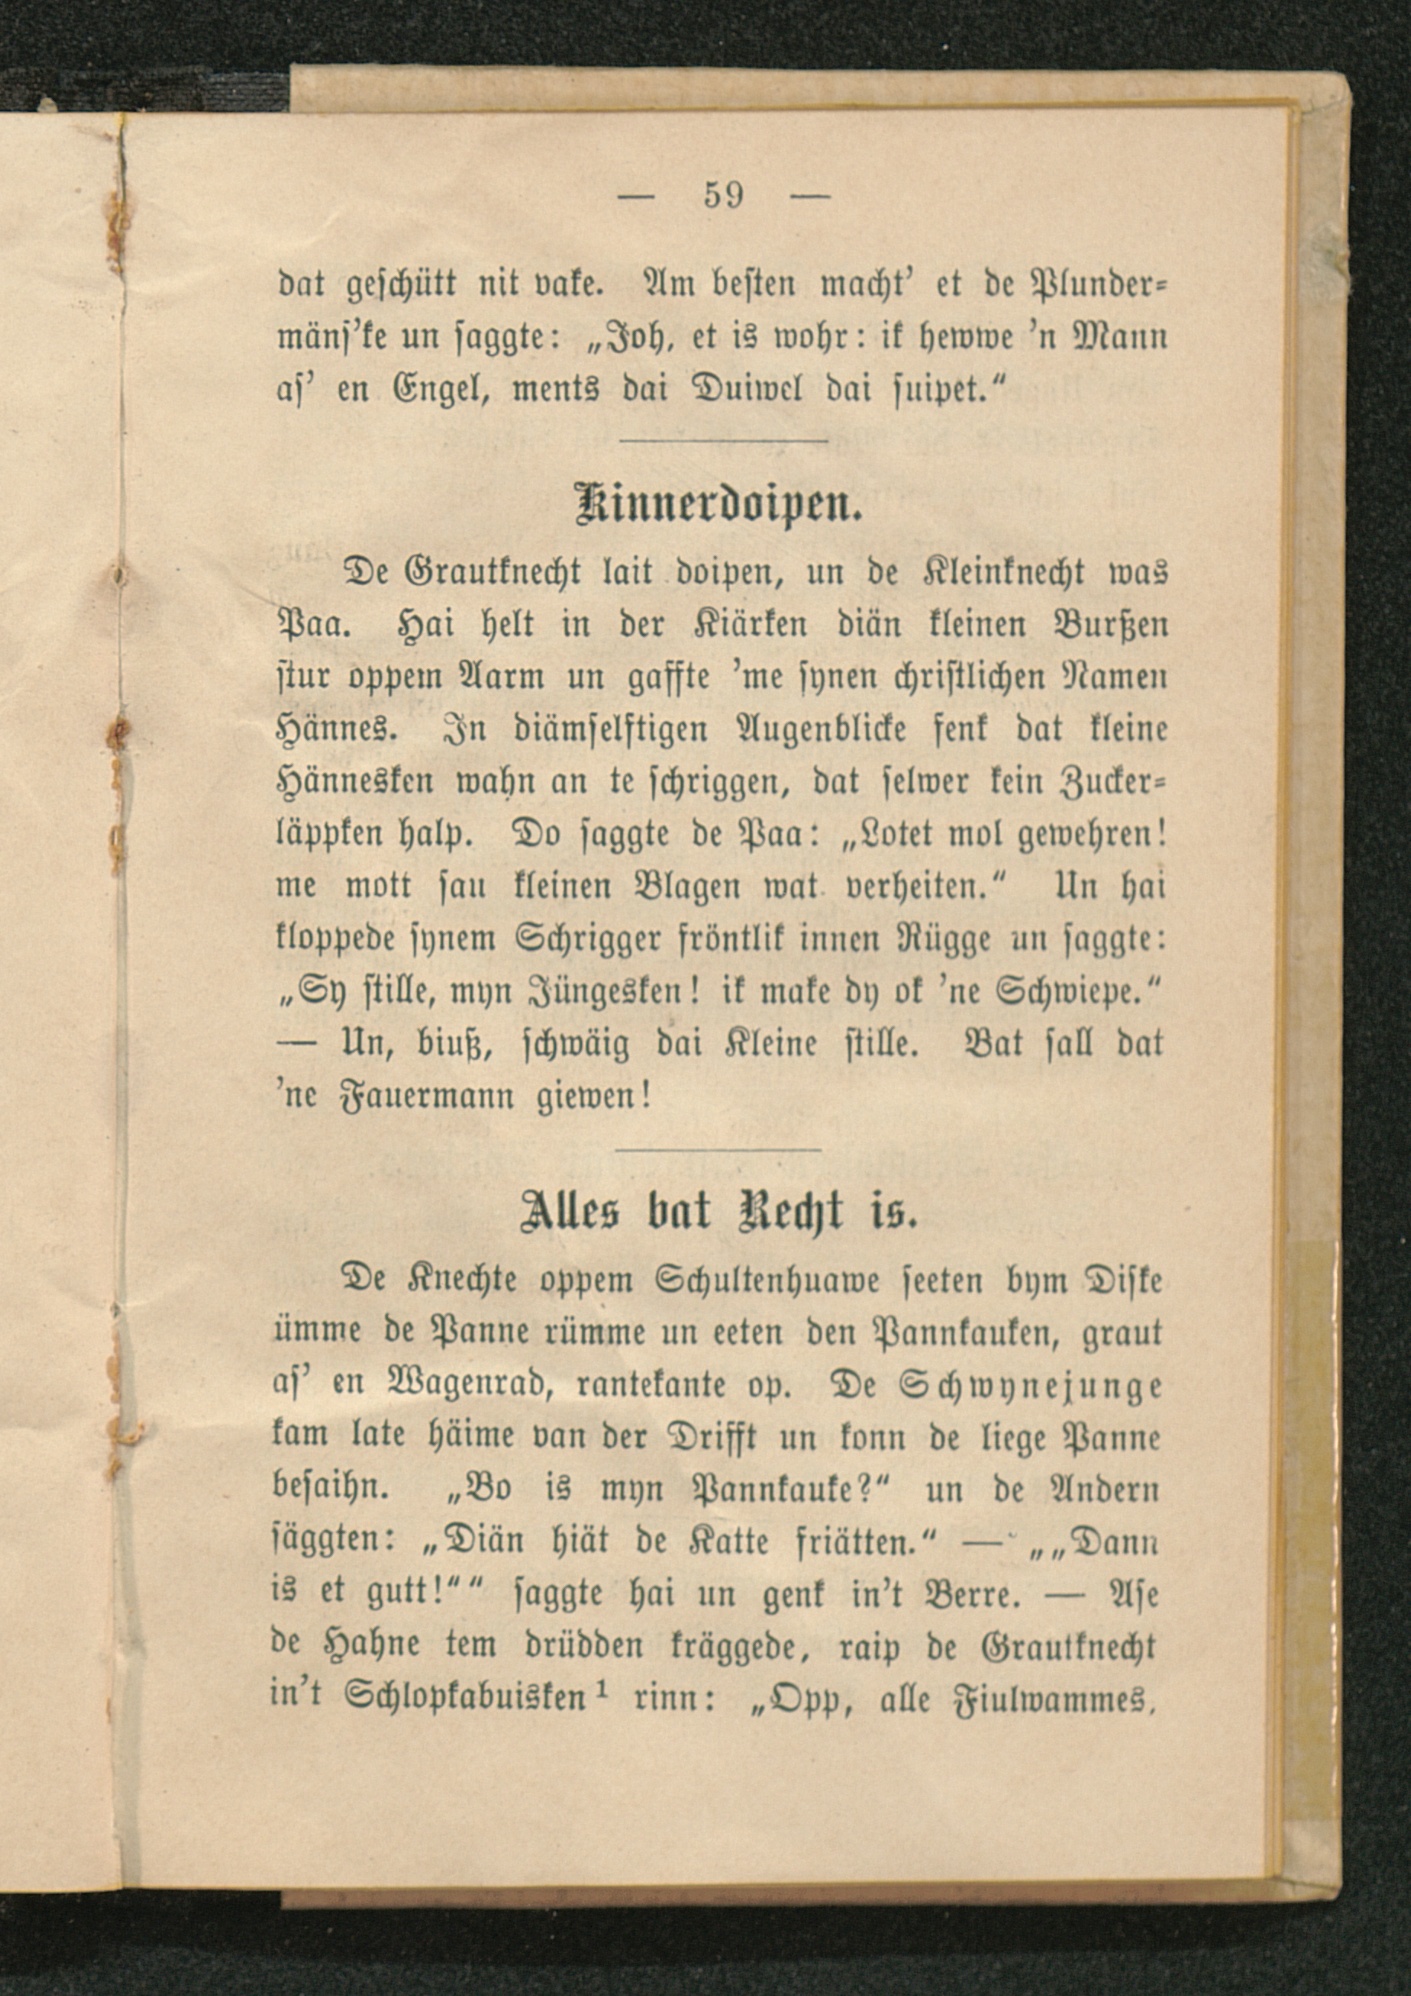 — 59 —
dat geschütt nit vake. Am besten macht' et de Plunder-
mäns'ke un saggte: „Joh, et is wohr: ik hewwe 'n Mann
as' en Engel, ments dai Duiwel dai suipet.“
Kinnerdoipen.
De Grautknecht lait doipen, un de Kleinknecht was
Paa. Hai helt in der Kiärken diän kleinen Burßen
stur oppem Aarm un gaffte 'me synen christlichen Namen
Hännes. In diämselftigen Augenblicke fenk dat kleine
Hännesken wahn an te schriggen, dat selwer kein Zucker-
läppken halp. Do saggte de Paa: „Lotet mol gewehren!
me mott sau kleinen Blagen wat verheiten.“ Un hai
kloppede synem Schrigger fröntlik innen Rügge un saggte:
„Sy stille, myn Jüngesken! ik make dy ok 'ne Schwiepe.“
— Un, biuß, schwäig dai Kleine stille. Bat sall dat
'ne Fauermann giewen!
Alles bat Recht is.
De Knechte oppem Schultenhuawe seeten bym Diske
ümme de Panne rümme un eeten den Pannkauken, graut
as' en Wagenrad, rantekante op. De Schwynejunge
kam late häime van der Drifft un konn de liege Panne
besaihn. „Bo is myn Pannkauke?“ un de Andern
säggten: „Diän hiät de Katte friätten.“ — „„Dann
is et gutt!““ saggte hai un genk in't Berre. — Ase
de Hahne tem drüdden kräggede, raip de Grautknecht
in't Schlopkabuisken¹ rinn: „Opp, alle Fiulwammes,